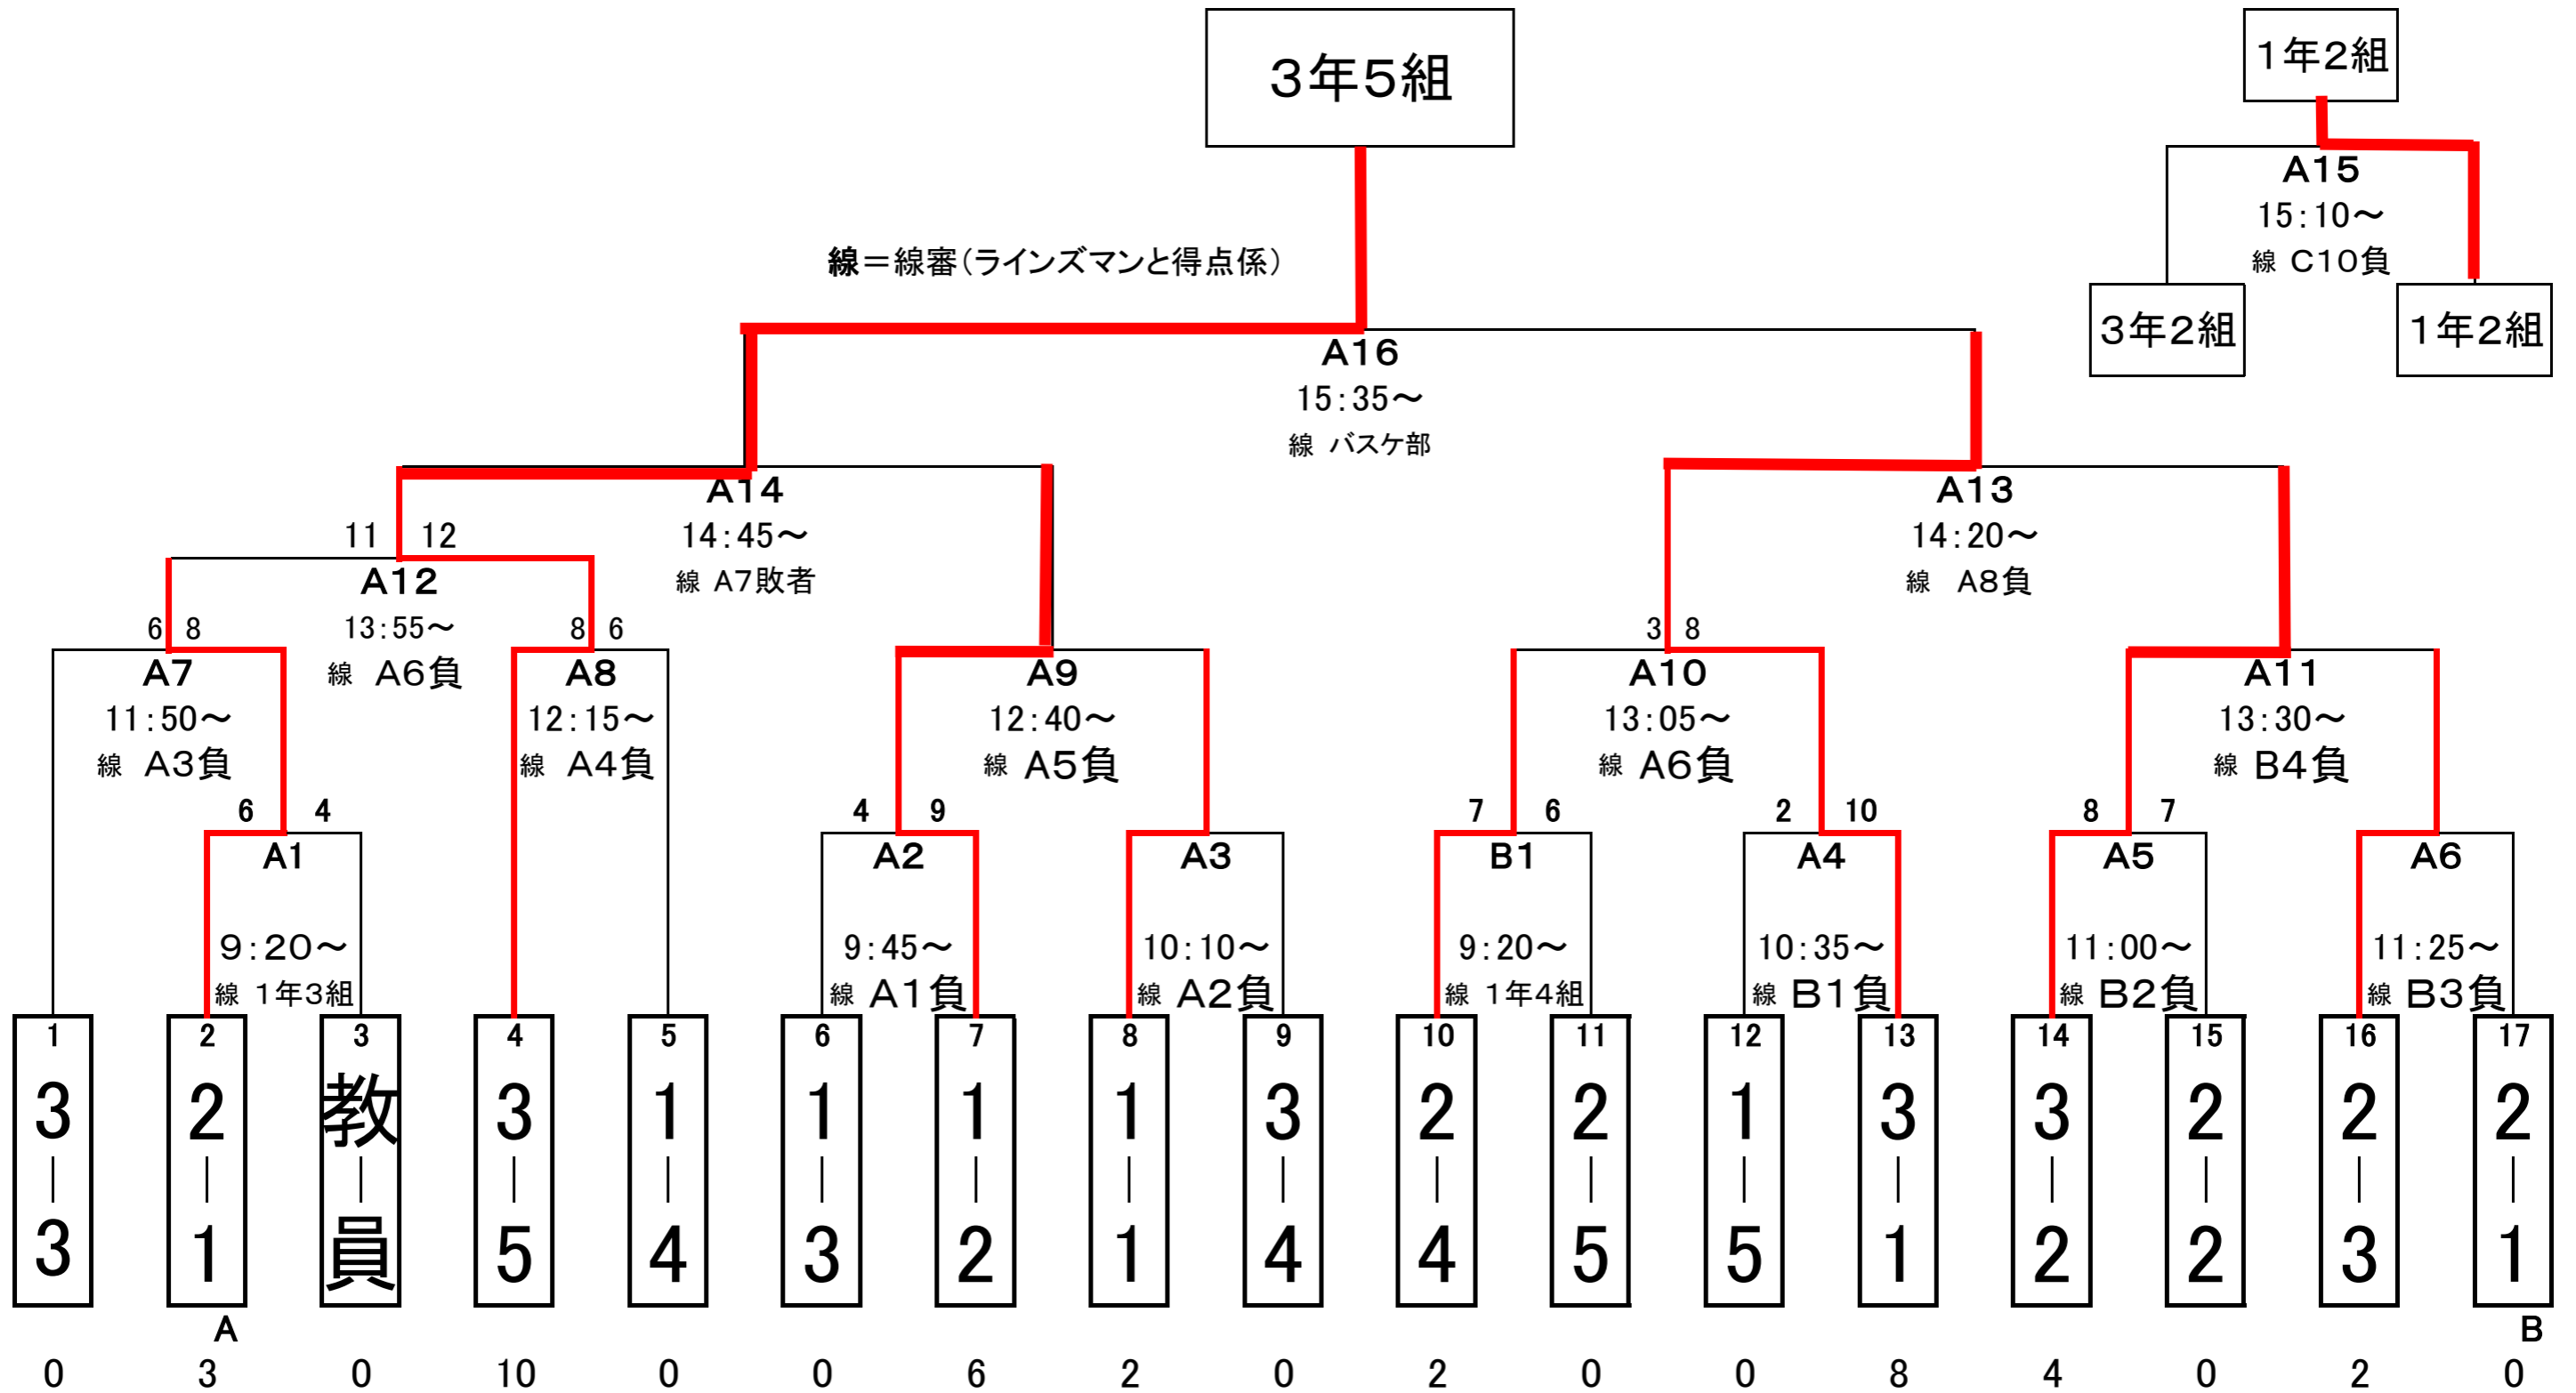 3年5組
1年2組
A15
15:10～
線 C10負
3年2組
1年2組
線＝線審(ラインズマンと得点係)
A16
15:35～
線 バスケ部
A14
14:45～
線 A7敗者
A13
14:20～
線 A8負
11 12
A12
13:55～
線 A6負
6 8
A7
11:50～
線 A3負
8 6
A8
12:15～
線 A4負
A9
12:40～
線 A5負
3 8
A10
13:05～
線 A6負
A11
13:30～
線 B4負
6 4
A1
9:20～
線 1年3組
4 9
A2
9:45～
線 A1負
A3
10:10～
線 A2負
7 6
B1
9:20～
線 1年4組
2 10
A4
10:35～
線 B1負
8 7
A5
11:00～
線 B2負
A6
11:25～
線 B3負
1 2 3 4 5 6 7 8 9 10 11 12 13 14 15 16 17
3｜3
2｜1
教｜員
3｜5
1｜4
1｜3
1｜2
1｜1
3｜4
2｜4
2｜5
1｜5
3｜1
3｜2
2｜2
2｜3
2｜1
A B
0 3 0 10 0 0 6 2 0 2 0 0 8 4 0 2 0